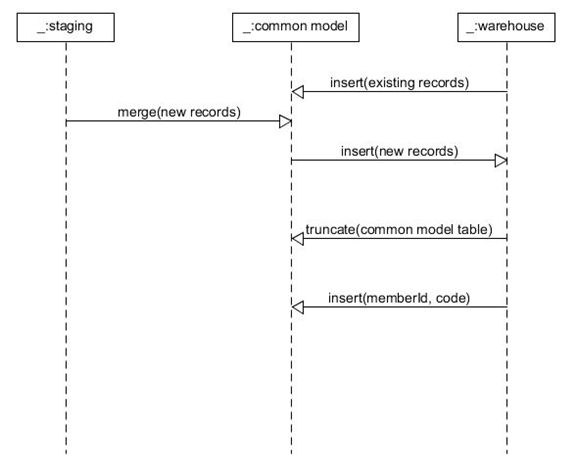 _:staging
_:common model
_:warehouse
insert(existing records)
merge(new records)
insert(new records)
truncate(common model table)
insert(memberId, code)